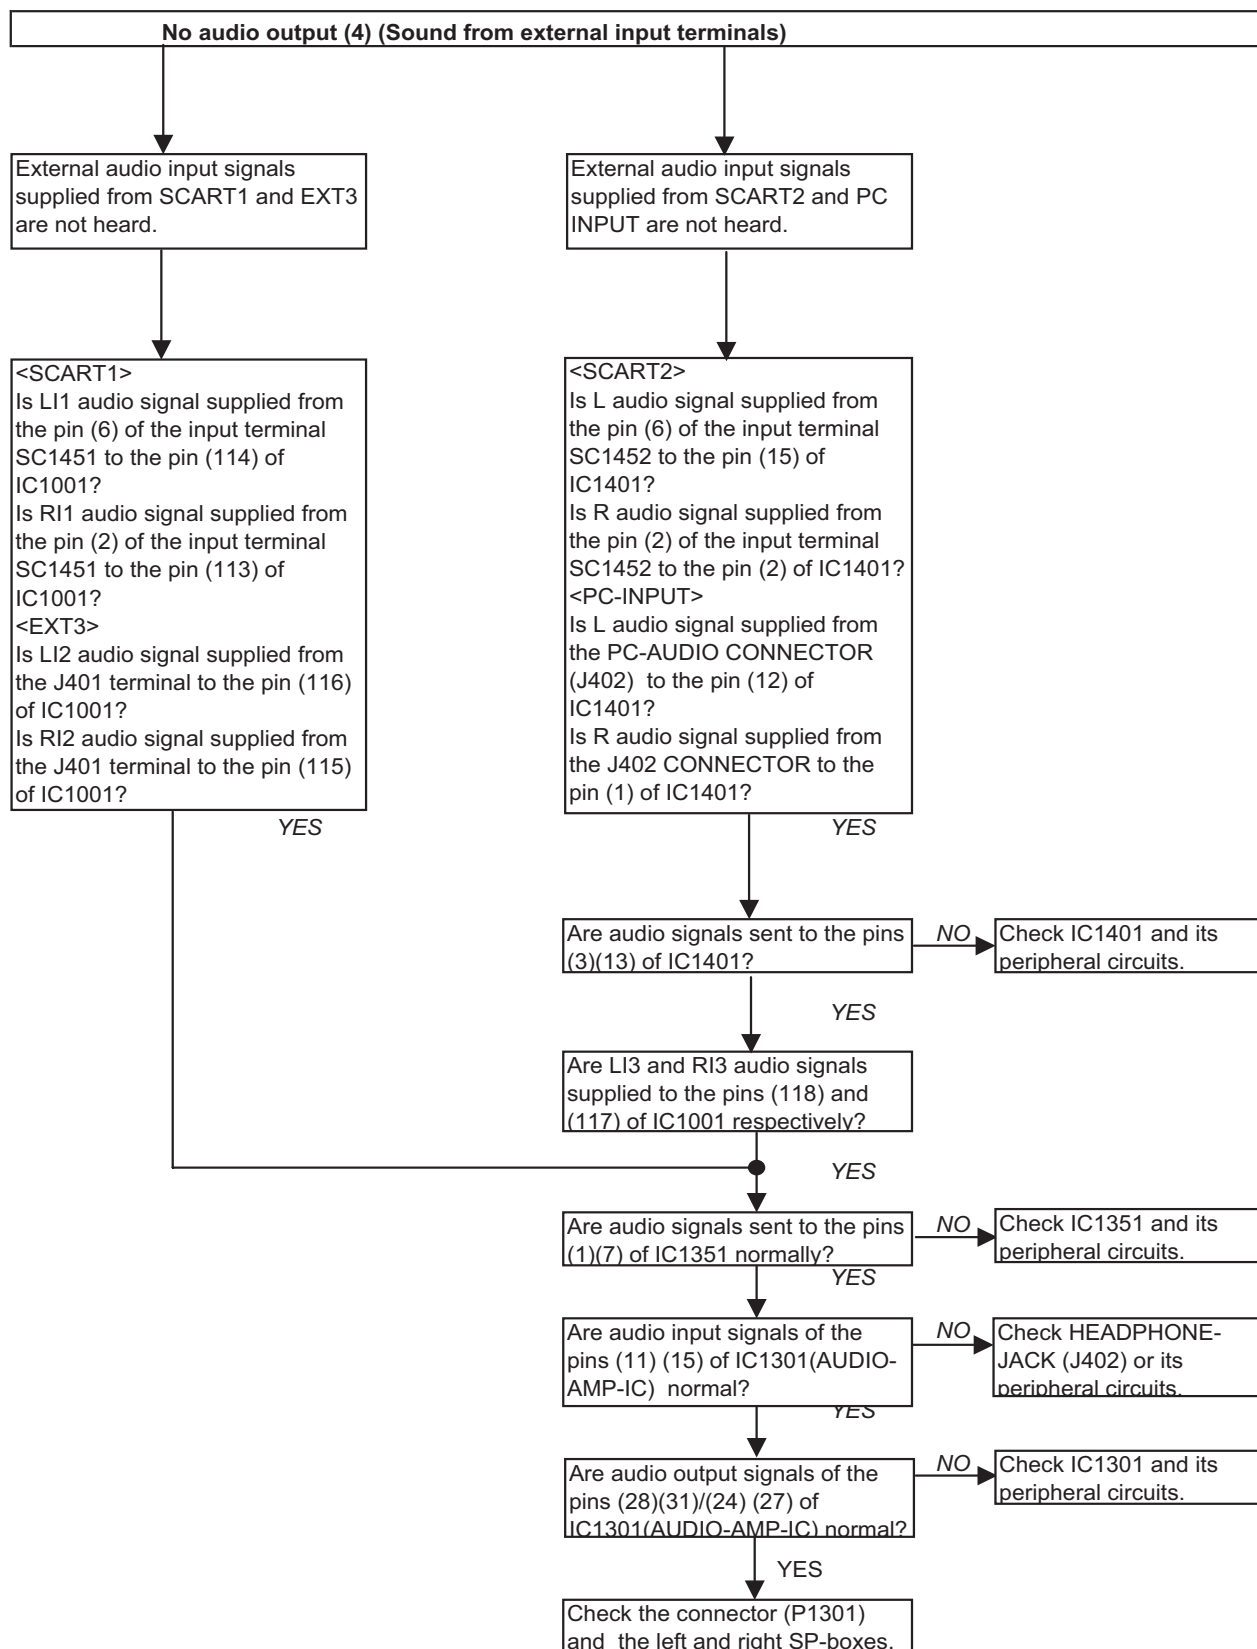 No audio output (4) (Sound from external input terminals)
External audio input signals
supplied from SCART1 and EXT3
are not heard.
External audio input signals
supplied from SCART2 and PC
INPUT are not heard.
<SCART1>
Is LI1 audio signal supplied from
the pin (6) of the input terminal
SC1451 to the pin (114) of
IC1001?
Is RI1 audio signal supplied from
the pin (2) of the input terminal
SC1451 to the pin (113) of
IC1001?
<EXT3>
Is LI2 audio signal supplied from
the J401 terminal to the pin (116)
of IC1001?
Is RI2 audio signal supplied from
the J401 terminal to the pin (115)
of IC1001?
YES
<SCART2>
Is L audio signal supplied from
the pin (6) of the input terminal
SC1452 to the pin (15) of
IC1401?
Is R audio signal supplied from
the pin (2) of the input terminal
SC1452 to the pin (2) of IC1401?
<PC-INPUT>
Is L audio signal supplied from
the PC-AUDIO CONNECTOR
(J402)  to the pin (12) of
IC1401?
Is R audio signal supplied from
the J402 CONNECTOR to the
pin (1) of IC1401?
YES
Are audio signals sent to the pins
(3)(13) of IC1401?
NO
Check IC1401 and its
peripheral circuits.
YES
Are LI3 and RI3 audio signals
supplied to the pins (118) and
(117) of IC1001 respectively?
YES
Are audio signals sent to the pins
(1)(7) of IC1351 normally?
NO
Check IC1351 and its
peripheral circuits.
YES
Are audio input signals of the
pins (11) (15) of IC1301(AUDIO-
AMP-IC)  normal?
NO
Check HEADPHONE-
JACK (J402) or its
peripheral circuits.
YES
Are audio output signals of the
pins (28)(31)/(24) (27) of
IC1301(AUDIO-AMP-IC) normal?
NO
Check IC1301 and its
peripheral circuits.
YES
Check the connector (P1301)
and  the left and right SP-boxes.